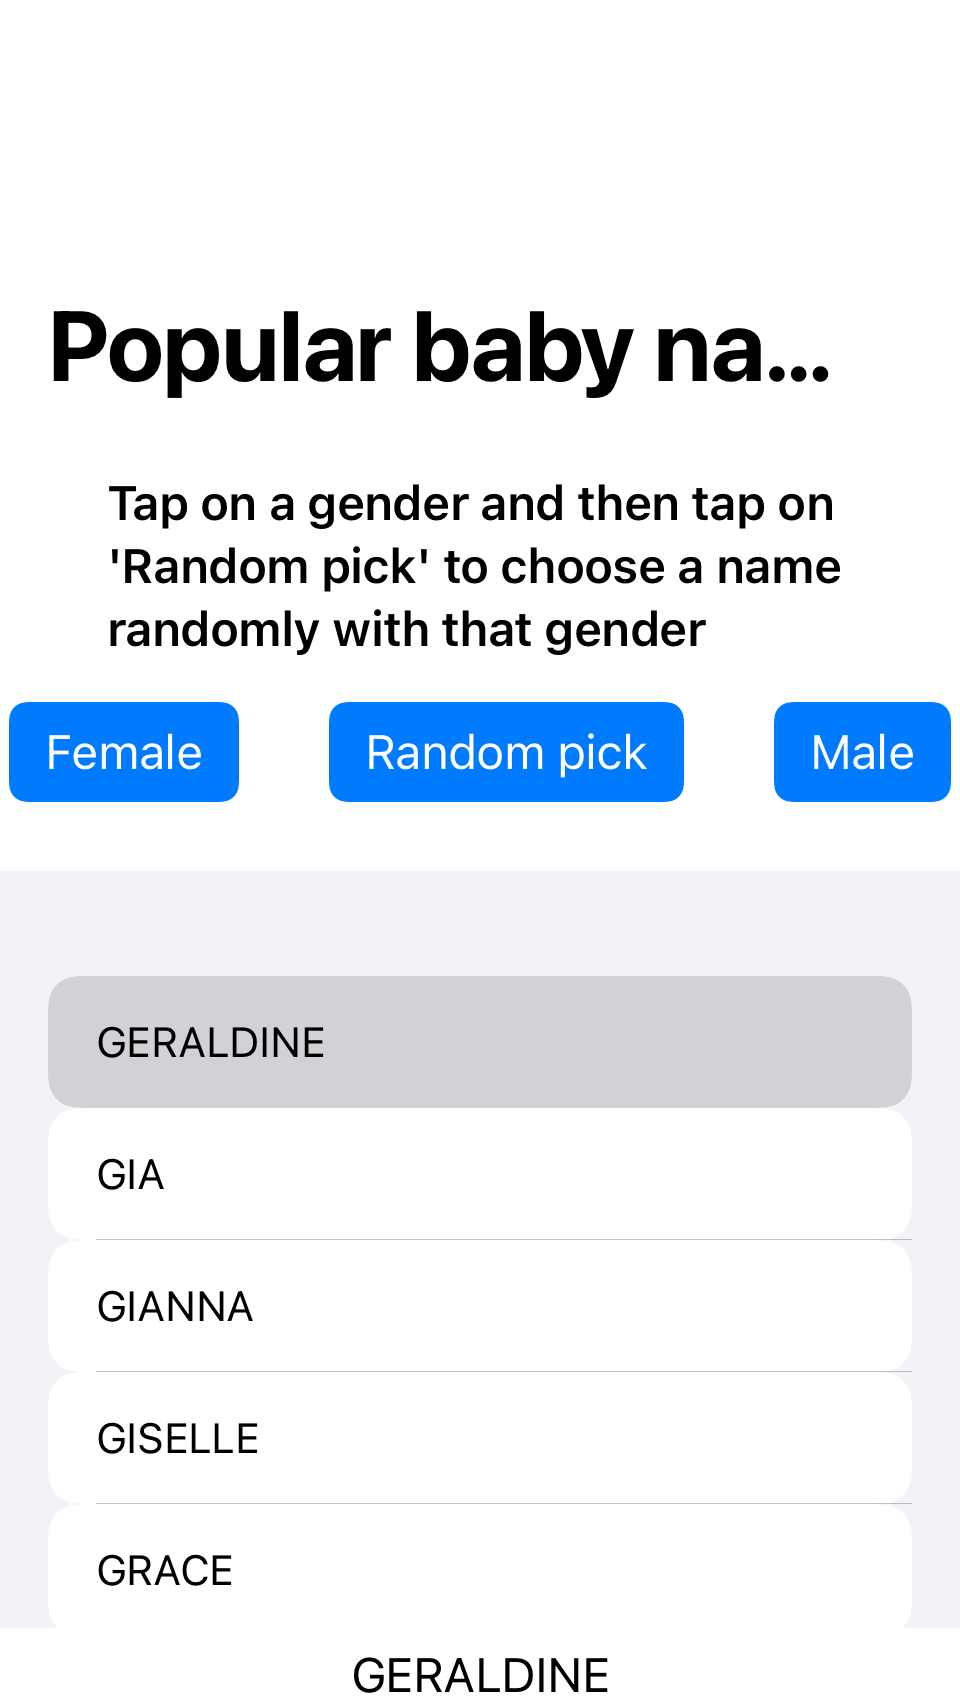 Popular baby na...
Tap on a gender and then tap on
'Random pick' to choose a name
randomly with that gender
Female
Random pick
Male
GERALDINE
GIA
GIANNA
GISELLE
GRACE
GERALDINE